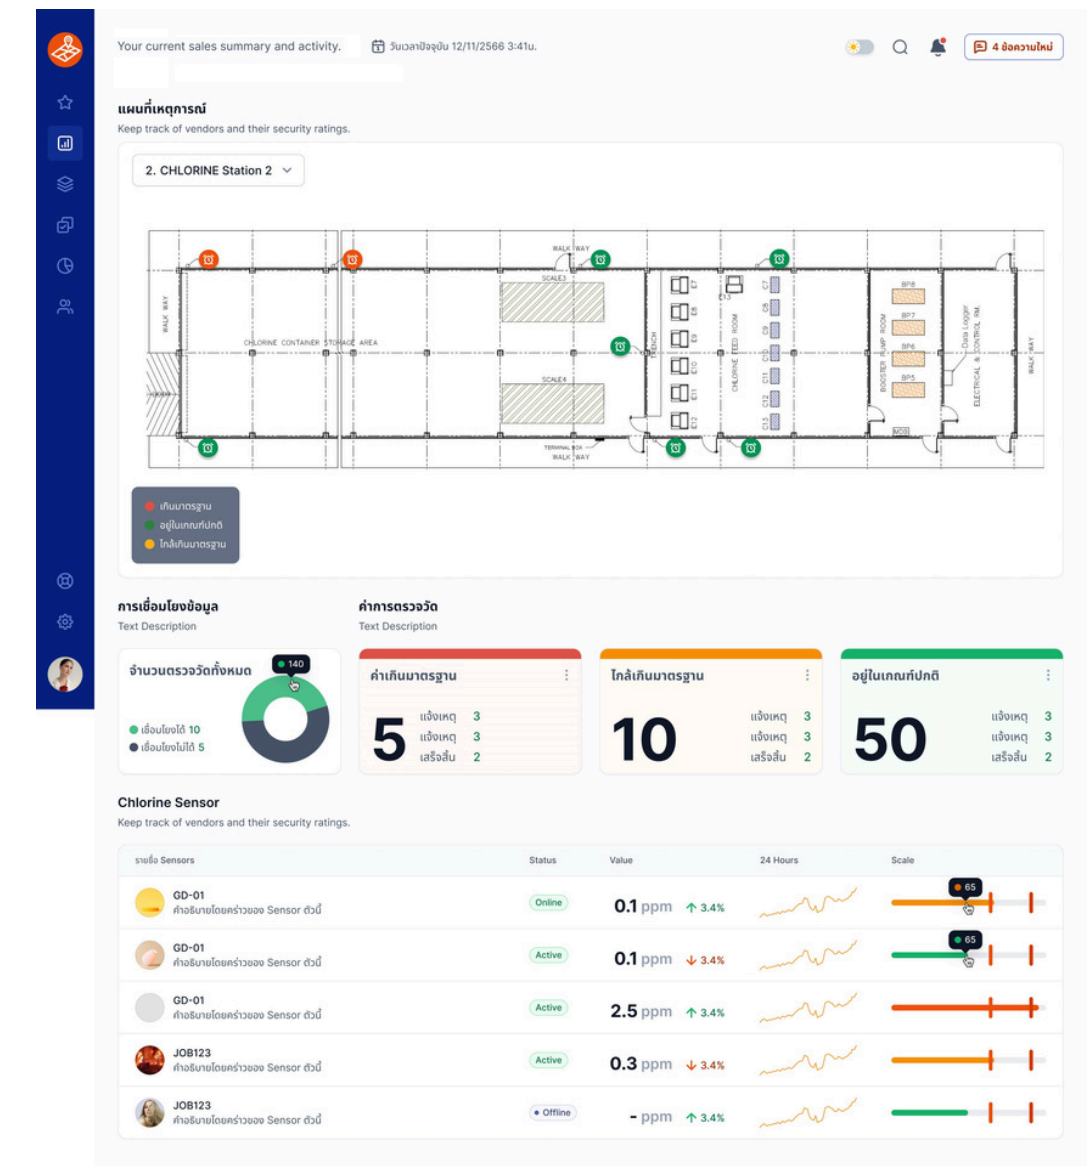 Your current sales summary and activity.
วันเวลาปัจจุบัน 12/11/2566 3:41น.
4 ข้อความใหม่
แผนที่เหตุการณ์
Keep track of vendors and their security ratings.
2. CHLORINE Station 2
WALK WAY
SCALE3
WALK WAY
CHLORINE CONTAINER STORAGE AREA
SCALE4
TERMINAL BOX
WALK WAY
TRENCH
E7
E8
E9
E10
E11
E12
E13
CHLORINE FEED ROOM
C7
C8
C9
C10
C11
C12
C13
BOOSTER PUMP ROOM
BP8
BP7
BP6
BP5
Data Logger
ELECTRICAL & CONTROL RM.
WALK WAY
เกินมาตรฐาน
อยู่ในเกณฑ์ปกติ
ใกล้เกินมาตรฐาน
การเชื่อมโยงข้อมูล
Text Description
ค่าการตรวจวัด
Text Description
จำนวนตรวจวัดทั้งหมด
140
เชื่อมโยงได้ 10
เชื่อมโยงไม่ได้ 5
ค่าเกินมาตรฐาน
5
แจ้งเหตุ 3
แจ้งเหตุ 3
เสร็จสิ้น 2
ใกล้เกินมาตรฐาน
10
แจ้งเหตุ 3
แจ้งเหตุ 3
เสร็จสิ้น 2
อยู่ในเกณฑ์ปกติ
50
แจ้งเหตุ 3
แจ้งเหตุ 3
เสร็จสิ้น 2
Chlorine Sensor
Keep track of vendors and their security ratings.
รายชื่อ Sensors Status Value 24 Hours Scale
GD-01
คำอธิบายโดยคร่าวของ Sensor ตัวนี้
Online
0.1 ppm 3.4%
65
GD-01
คำอธิบายโดยคร่าวของ Sensor ตัวนี้
Active
0.1 ppm 3.4%
65
GD-01
คำอธิบายโดยคร่าวของ Sensor ตัวนี้
Active
2.5 ppm 3.4%
JOB123
คำอธิบายโดยคร่าวของ Sensor ตัวนี้
Active
0.3 ppm 3.4%
JOB123
คำอธิบายโดยคร่าวของ Sensor ตัวนี้
Offline
- ppm 3.4%